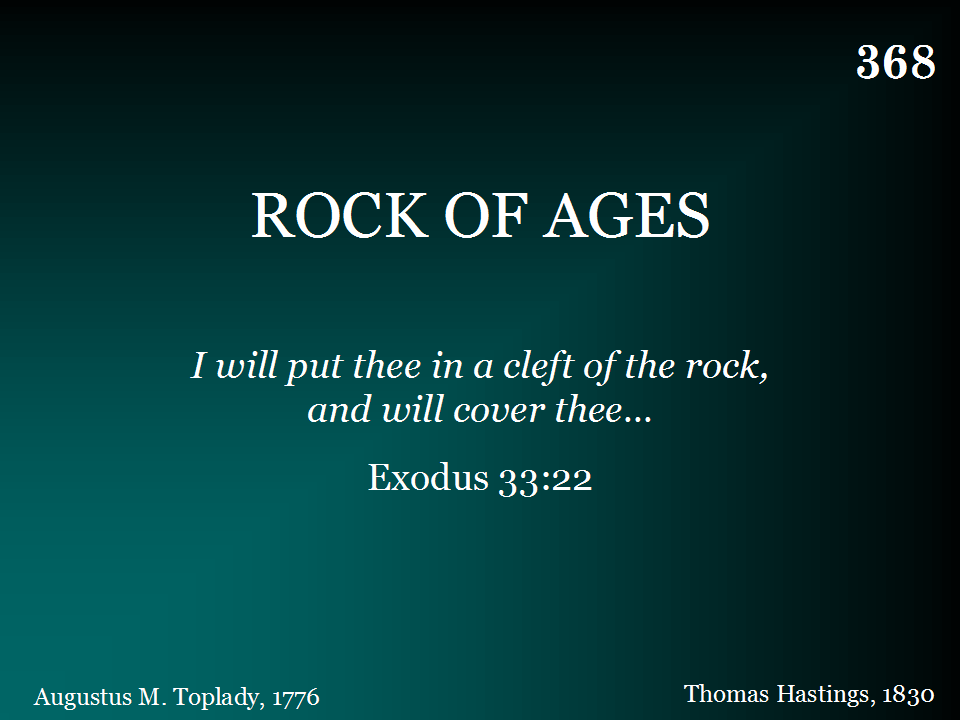 368
ROCK OF AGES
I will put thee in a cleft of the rock,
and will cover thee...
Exodus 33:22
Augustus M. Toplady, 1776
Thomas Hastings, 1830